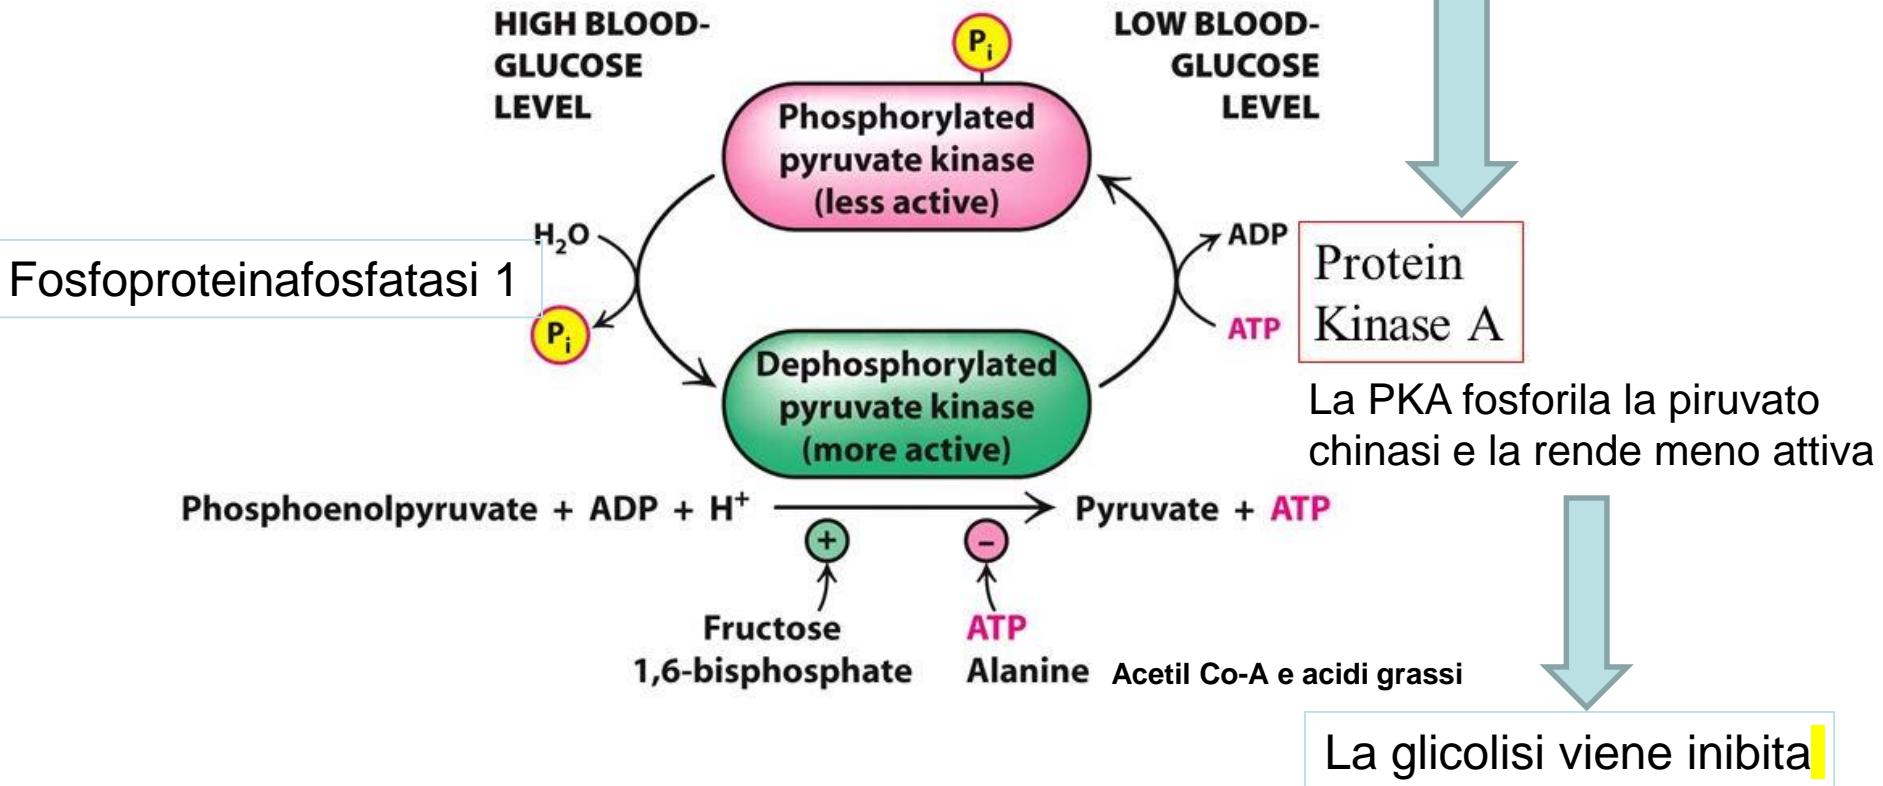 HIGH BLOOD-
GLUCOSE
LEVEL
Pi
LOW BLOOD-
GLUCOSE
LEVEL
Phosphorylated
pyruvate kinase
(less active)
H₂O
Fosfoproteinafosfatasi 1
Pi
ADP
ATP
Protein
Kinase A
Dephosphorylated
pyruvate kinase
(more active)
La PKA fosforila la piruvato
chinasi e la rende meno attiva
Phosphoenolpyruvate + ADP + H⁺
Pyruvate + ATP
+
−
Fructose
1,6-bisphosphate
ATP
Alanine
Acetil Co-A e acidi grassi
La glicolisi viene inibita